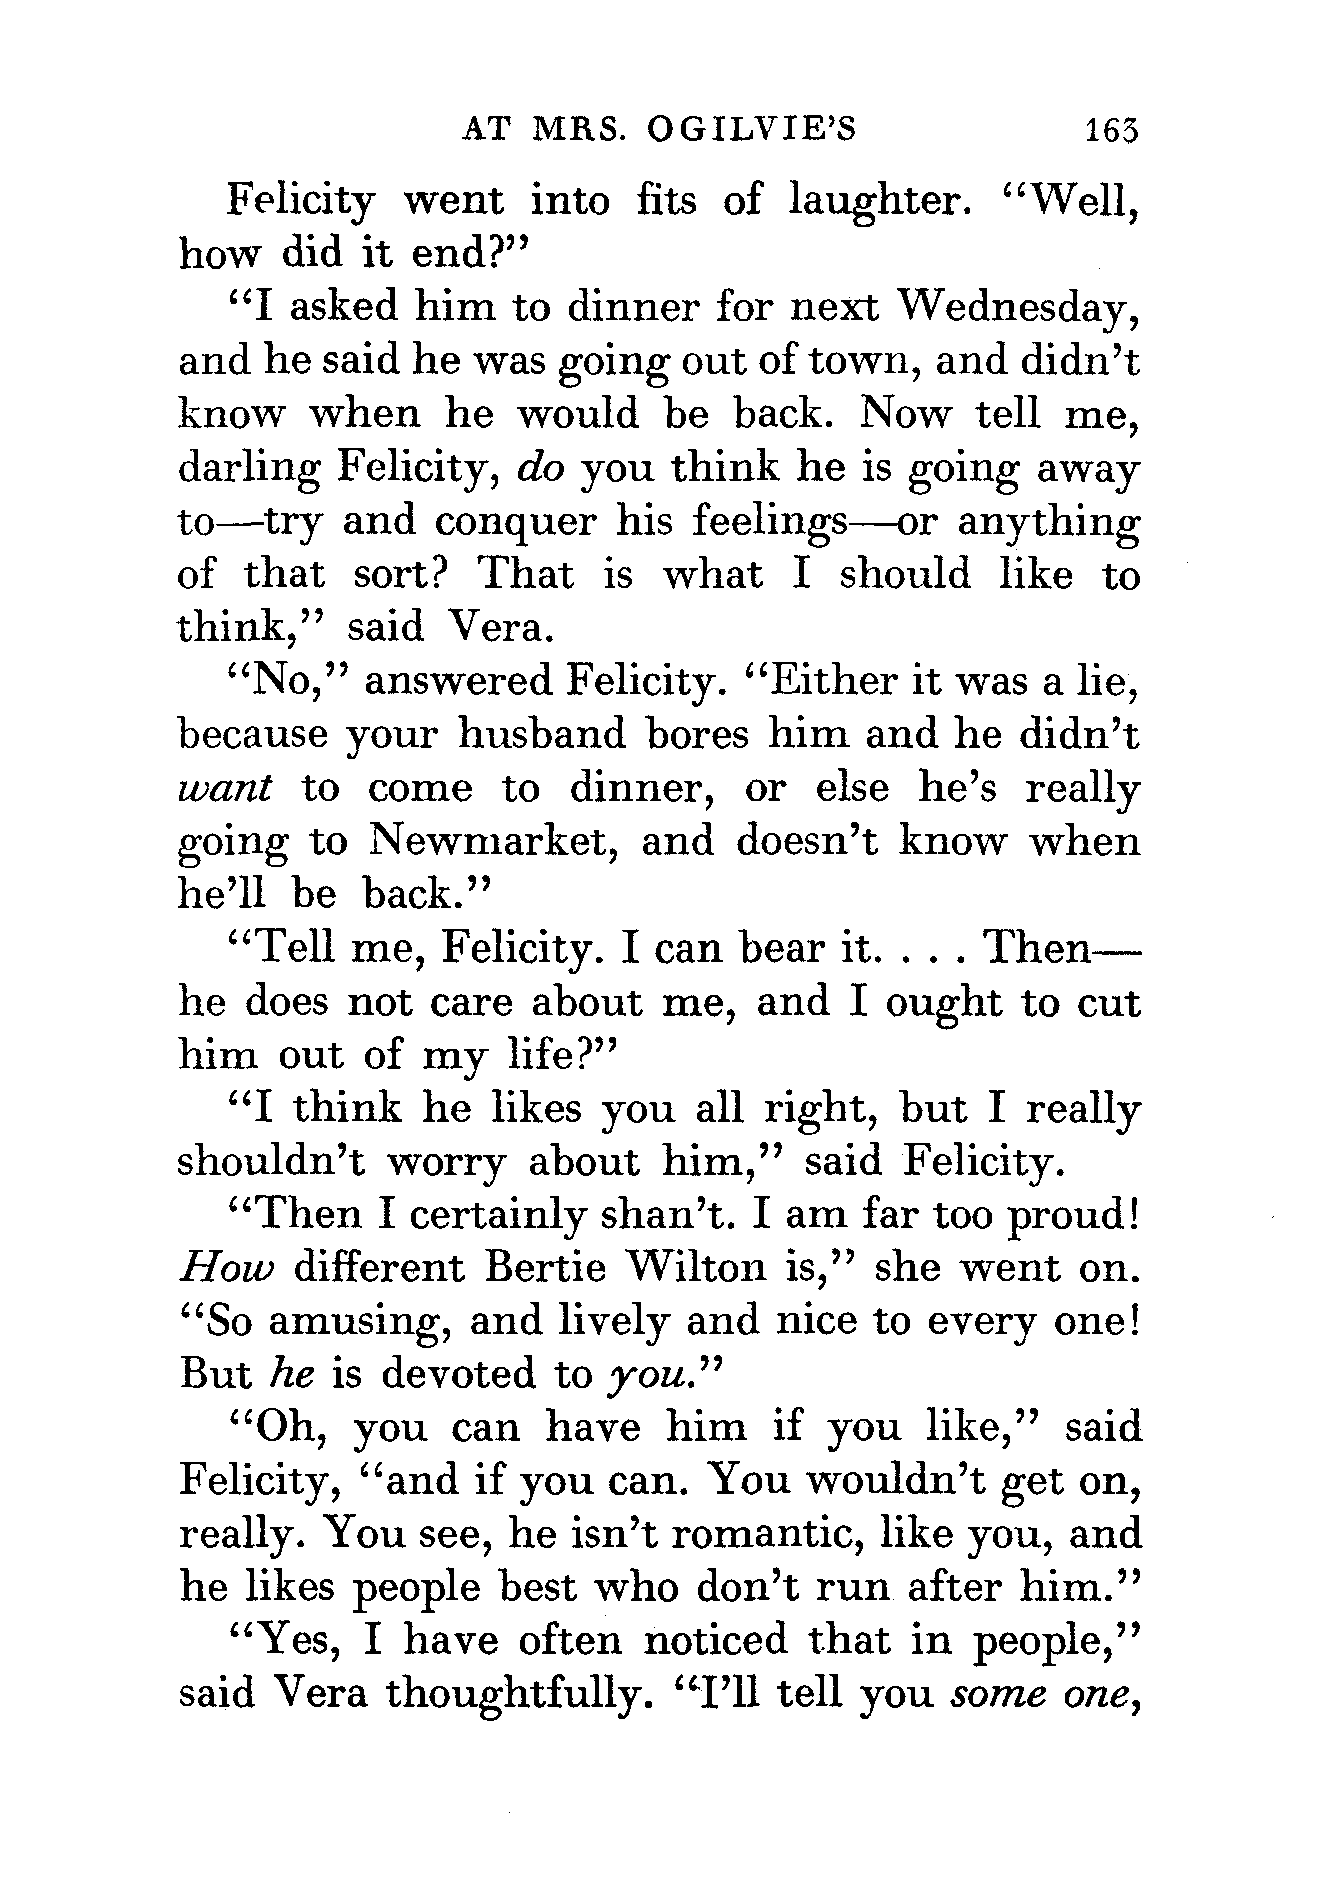 AT MRS. OGILVIE'S 163
Felicity went into fits of laughter. "Well,
how did it end?"
"I asked him to dinner for next Wednesday,
and he said he was going out of town, and didn't
know when he would be back. Now tell me,
darling Felicity, do you think he is going away
to—try and conquer his feelings—or anything
of that sort? That is what I should like to
think," said Vera.
"No," answered Felicity. "Either it was a lie,
because your husband bores him and he didn't
want to come to dinner, or else he's really
going to Newmarket, and doesn't know when
he'll be back."
"Tell me, Felicity. I can bear it. . . . Then—
he does not care about me, and I ought to cut
him out of my life?"
"I think he likes you all right, but I really
shouldn't worry about him," said Felicity.
"Then I certainly shan't. I am far too proud!
How different Bertie Wilton is," she went on.
"So amusing, and lively and nice to every one!
But he is devoted to you."
"Oh, you can have him if you like," said
Felicity, "and if you can. You wouldn't get on,
really. You see, he isn't romantic, like you, and
he likes people best who don't run after him."
"Yes, I have often noticed that in people,"
said Vera thoughtfully. "I'll tell you some one,